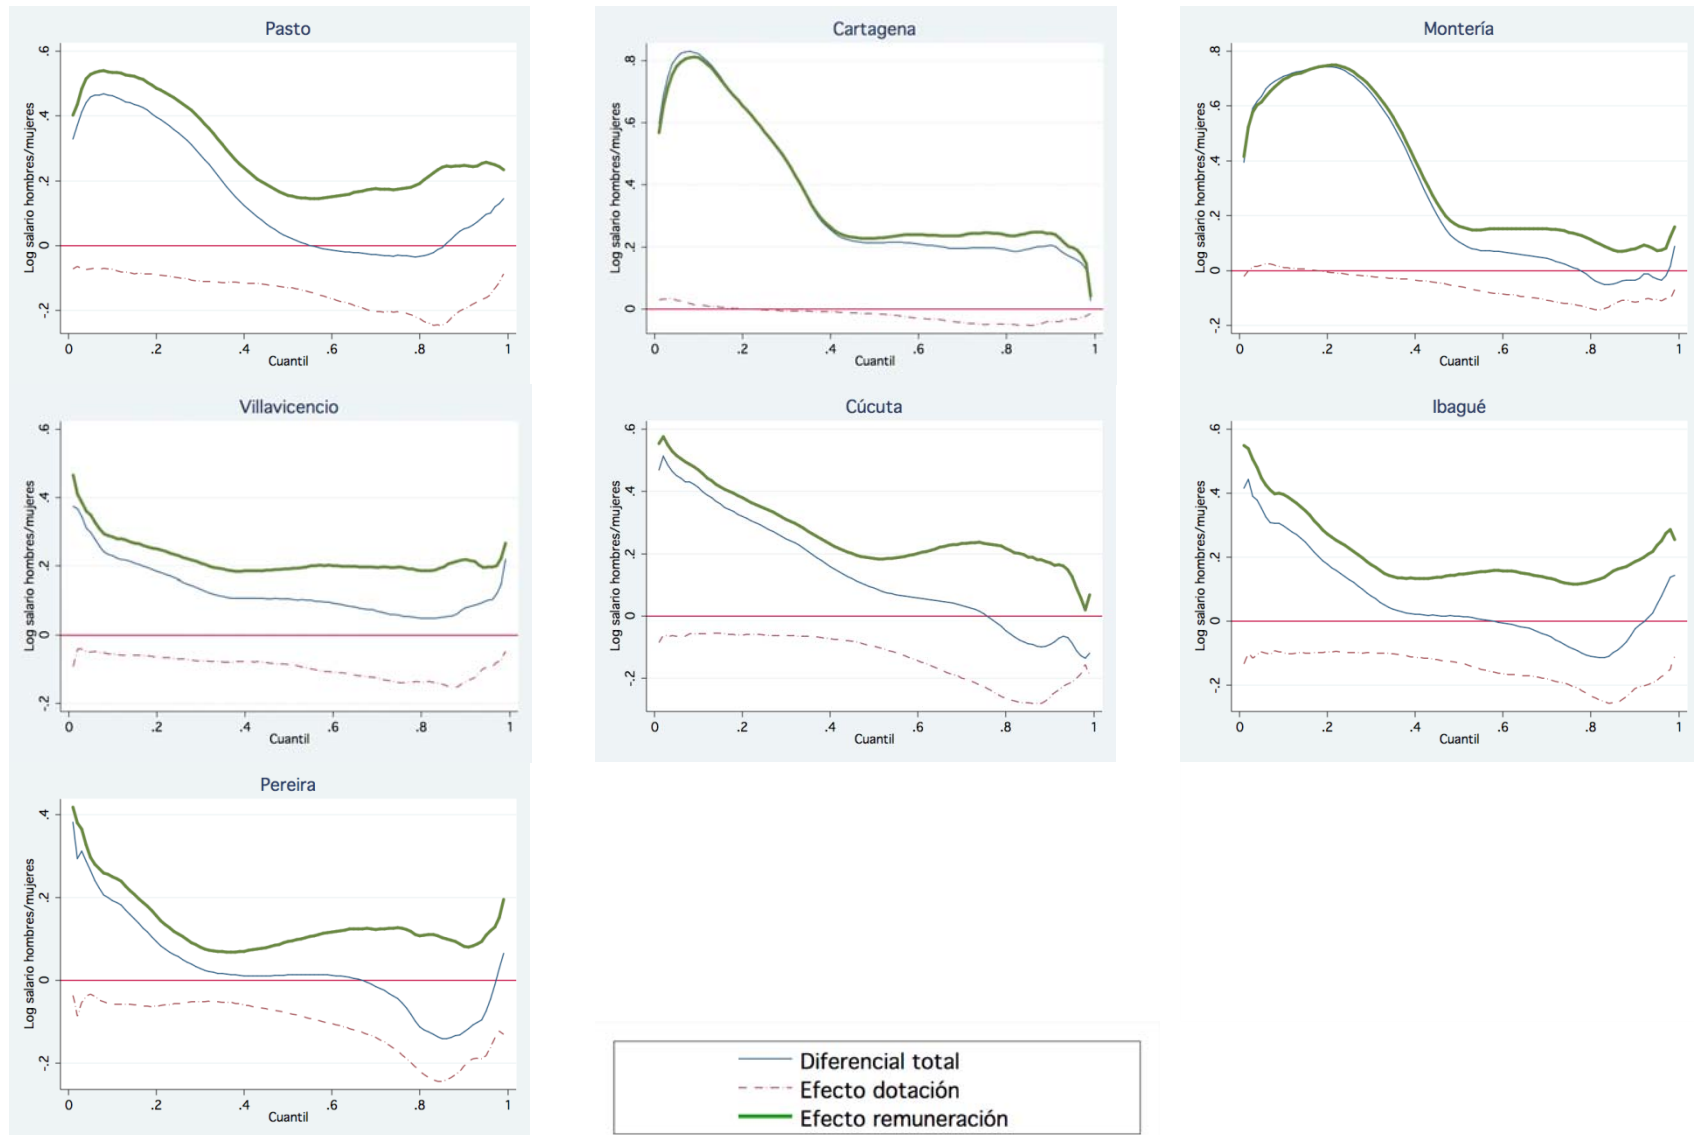 Pasto
Log salario hombres/mujeres
.6
.4
.2
0
-.2
0 .2 .4 .6 .8 1
Cuantil
Cartagena
Log salario hombres/mujeres
.8
.6
.4
.2
0
0 .2 .4 .6 .8 1
Cuantil
Montería
Log salario hombres/mujeres
.8
.6
.4
.2
0
-.2
0 .2 .4 .6 .8 1
Cuantil
Villavicencio
Log salario hombres/mujeres
.6
.4
.2
0
-.2
0 .2 .4 .6 .8 1
Cuantil
Cúcuta
Log salario hombres/mujeres
.6
.4
.2
0
-.2
0 .2 .4 .6 .8 1
Cuantil
Ibagué
Log salario hombres/mujeres
.6
.4
.2
0
-.2
0 .2 .4 .6 .8 1
Cuantil
Pereira
Log salario hombres/mujeres
.4
.2
0
-.2
0 .2 .4 .6 .8 1
Cuantil
Diferencial total
Efecto dotación
Efecto remuneración